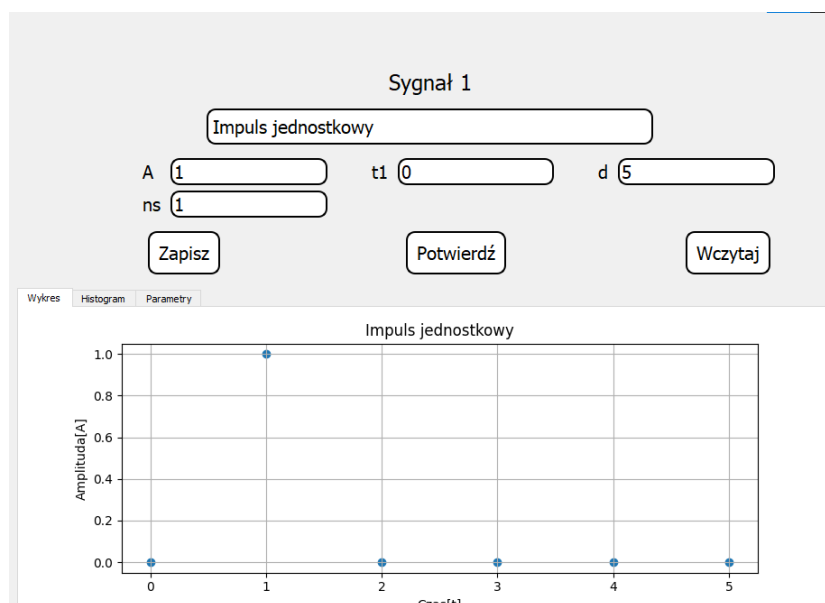 Sygnał 1
Impuls jednostkowy
A 1 t1 0 d 5
ns 1
Zapisz Potwierdź Wczytaj
Wykres Histogram Parametry
Impuls jednostkowy
1.0
0.8
0.6
0.4
0.2
0.0
Amplituda[A]
0 1 2 3 4 5
Czas[t]